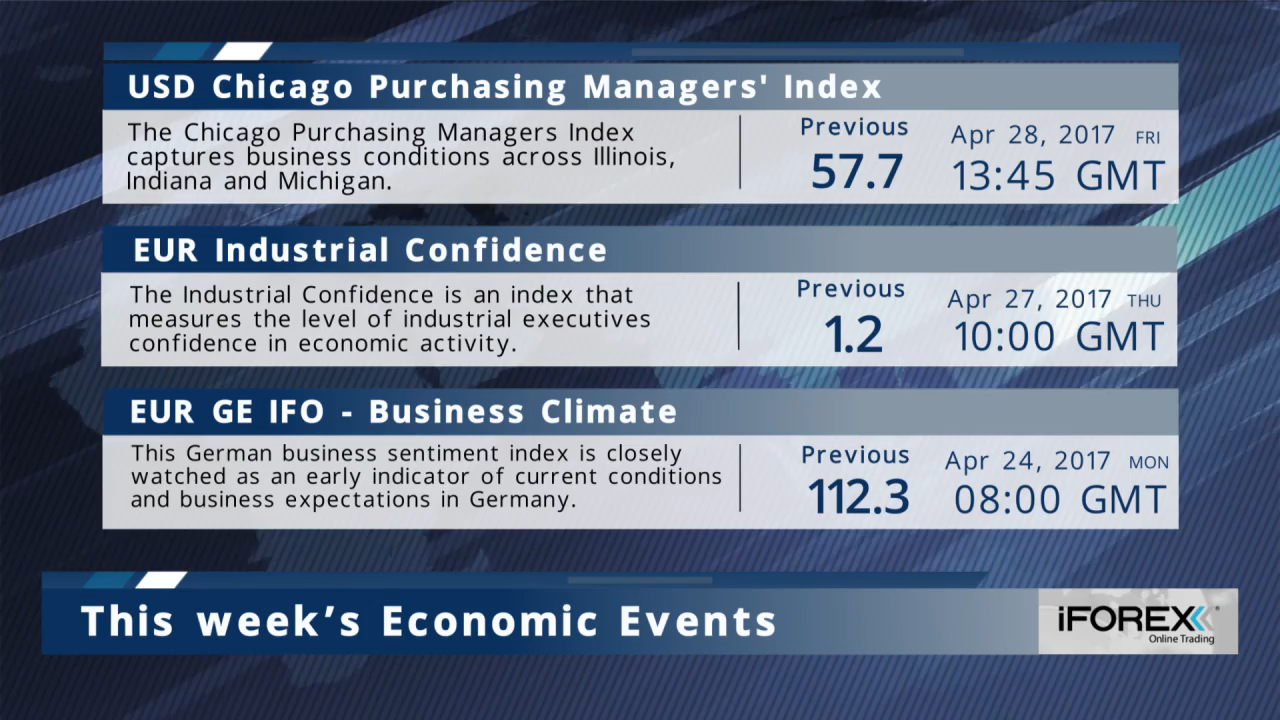 USD Chicago Purchasing Managers' Index
The Chicago Purchasing Managers Index
captures business conditions across Illinois,
Indiana and Michigan.
Previous
57.7
Apr 28, 2017 FRI
13:45 GMT
EUR Industrial Confidence
The Industrial Confidence is an index that
measures the level of industrial executives
confidence in economic activity.
Previous
1.2
Apr 27, 2017 THU
10:00 GMT
EUR GE IFO - Business Climate
This German business sentiment index is closely
watched as an early indicator of current conditions
and business expectations in Germany.
Previous
112.3
Apr 24, 2017 MON
08:00 GMT
This week’s Economic Events
iFOREX
Online Trading